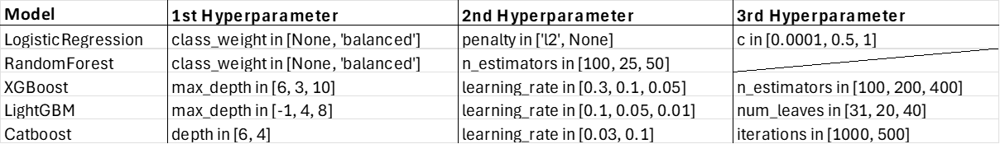 Model 1st Hyperparameter 2nd Hyperparameter 3rd Hyperparameter
LogisticRegression class_weight in [None, 'balanced'] penalty in ['l2', None] c in [0.0001, 0.5, 1]
RandomForest class_weight in [None, 'balanced'] n_estimators in [100, 25, 50]
XGBoost max_depth in [6, 3, 10] learning_rate in [0.3, 0.1, 0.05] n_estimators in [100, 200, 400]
LightGBM max_depth in [-1, 4, 8] learning_rate in [0.1, 0.05, 0.01] num_leaves in [31, 20, 40]
Catboost depth in [6, 4] learning_rate in [0.03, 0.1] iterations in [1000, 500]